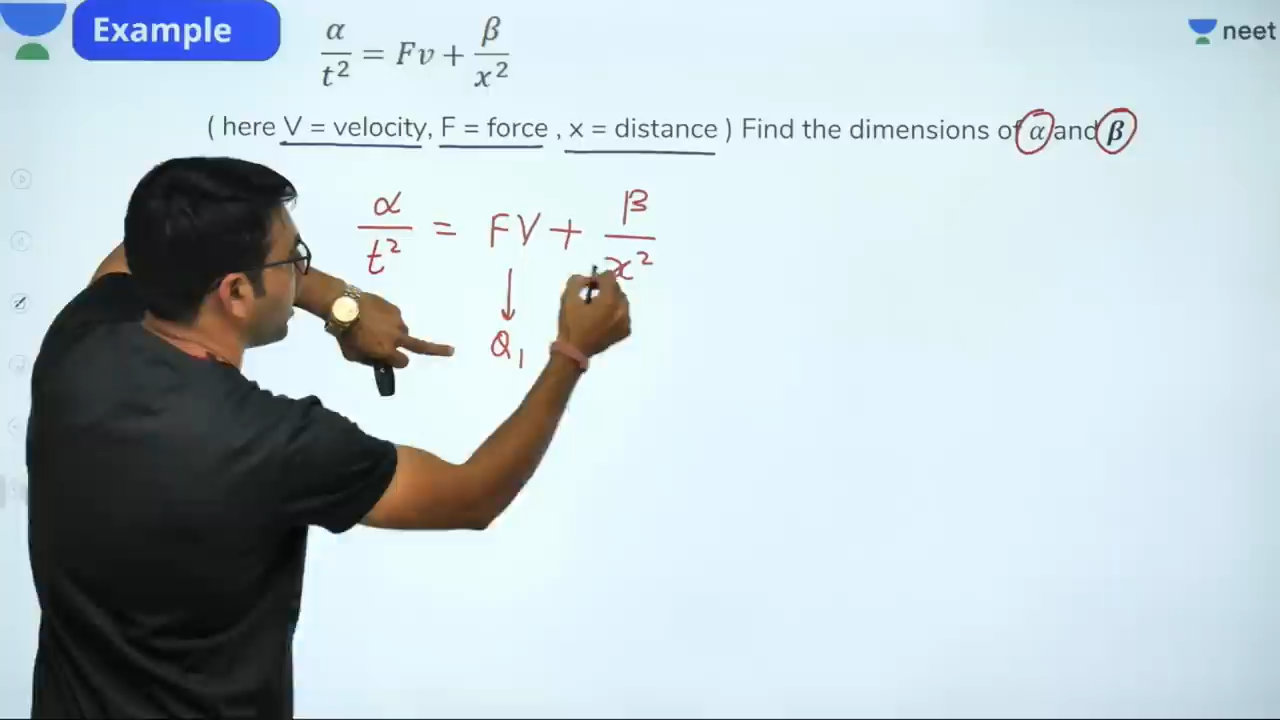 Example
α/t² = Fv + β/x²
neet
( here V = velocity, F = force , x = distance ) Find the dimensions of α and β
α/t² = FV + β/x²
↓
Q₁